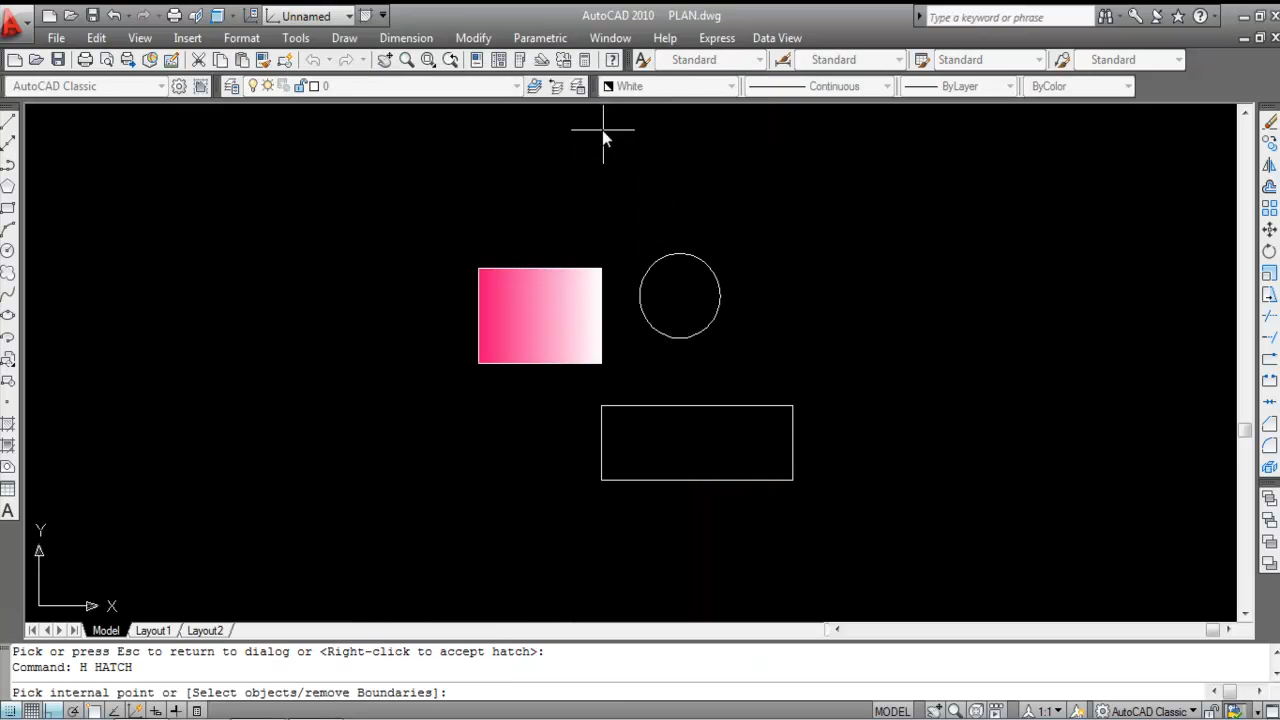 Unnamed AutoCAD 2010 PLAN.dwg Type a keyword or phrase
File Edit View Insert Format Tools Draw Dimension Modify Parametric Window Help Express Data View
Standard Standard Standard Standard
AutoCAD Classic 0 White Continuous ByLayer ByColor
A
Y
X
Model Layout1 Layout2
Pick or press Esc to return to dialog or <Right-click to accept hatch>:
Command: H HATCH
Pick internal point or [Select objects/remove Boundaries]:
MODEL 1:1 AutoCAD Classic